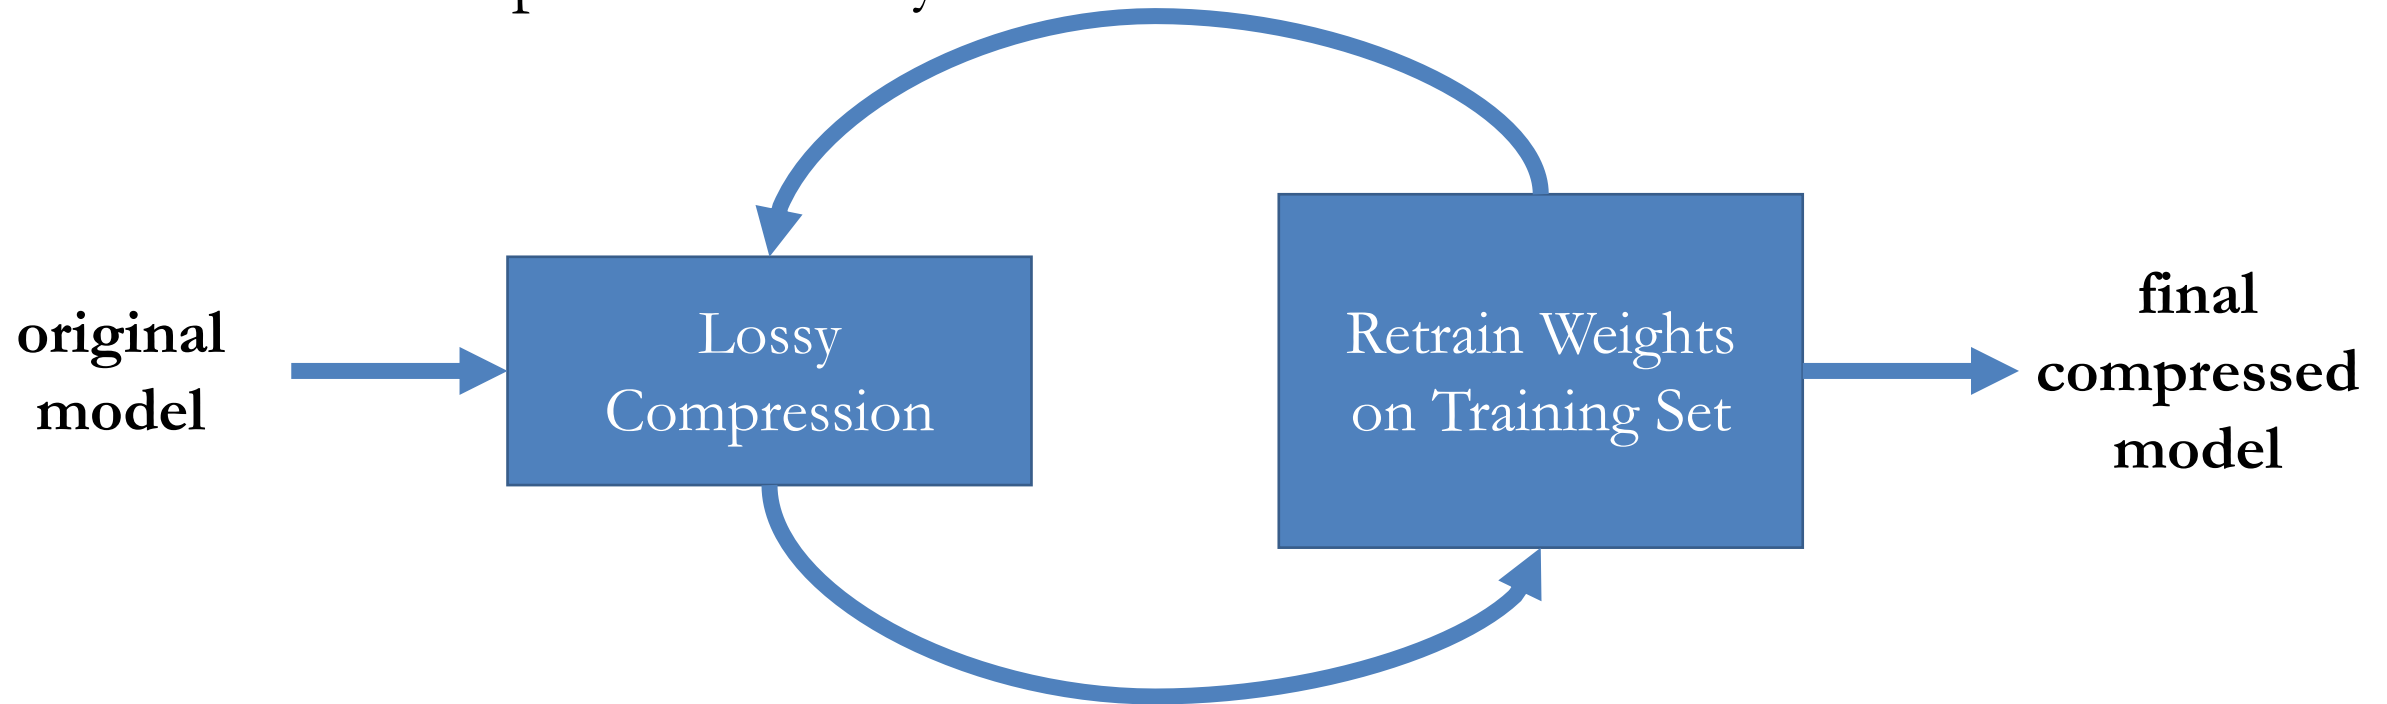 original
model
Lossy
Compression
Retrain Weights
on Training Set
final
compressed
model